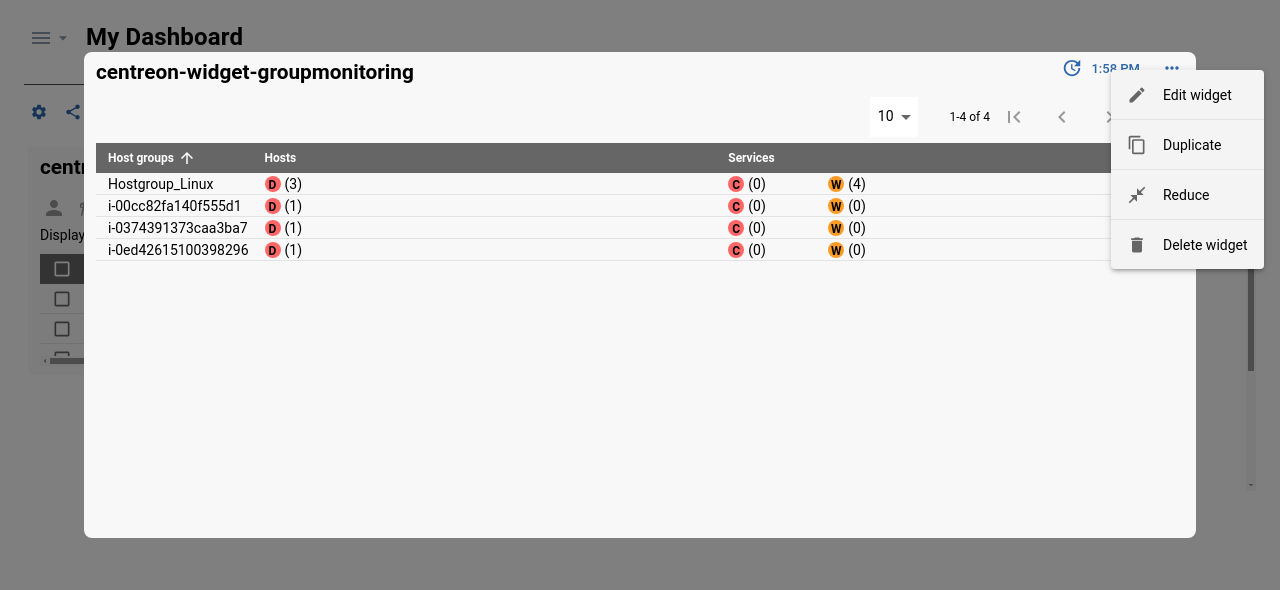 My Dashboard
centreon-widget-groupmonitoring
1:58 PM
10
1-4 of 4
Edit widget
Duplicate
Reduce
Delete widget
Host groups Hosts Services
Hostgroup_Linux D (3) C (0) W (4)
i-00cc82fa140f555d1 D (1) C (0) W (0)
i-0374391373caa3ba7 D (1) C (0) W (0)
i-0ed42615100398296 D (1) C (0) W (0)
centr
Display